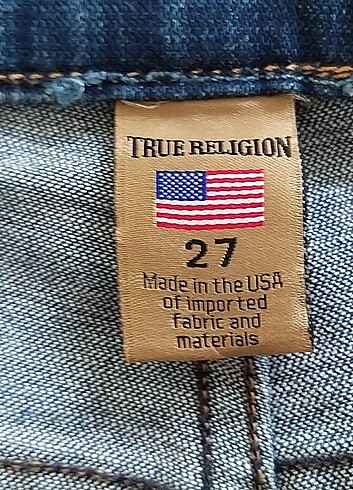 TRUE RELIGION
27
Made in the USA
of imported
fabric and
materials